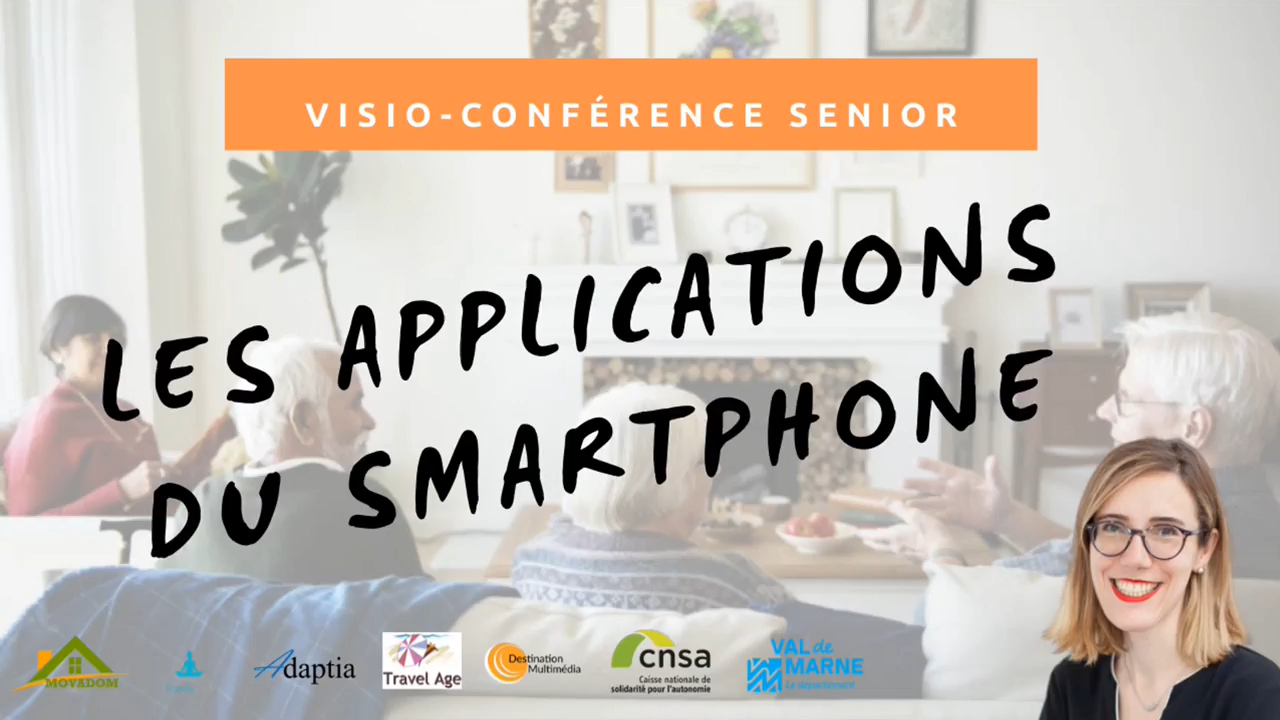 VISIO-CONFÉRENCE SENIOR
LES APPLICATIONS
DU SMARTPHONE
MOVADOM
Adaptia
Travel Age
Destination
Multimédia
cnsa
Caisse nationale de
solidarité pour l'autonomie
VAL de
MARNE
Le département